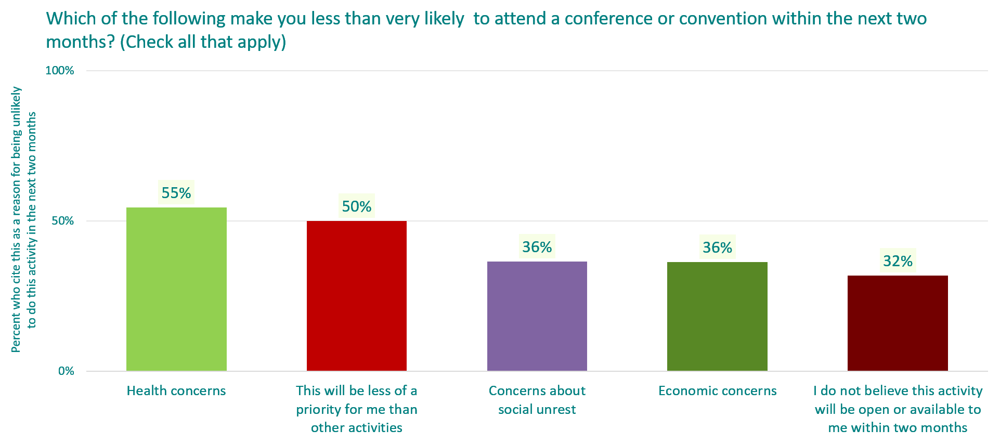 Which of the following make you less than very likely  to attend a conference or convention within the next two
months? (Check all that apply)
Percent who cite this as a reason for being unlikely
to do this activity in the next two months
100%
50%
0%
55%
50%
36%
36%
32%
Health concerns
This will be less of a
priority for me than
other activities
Concerns about
social unrest
Economic concerns
I do not believe this activity
will be open or available to
me within two months